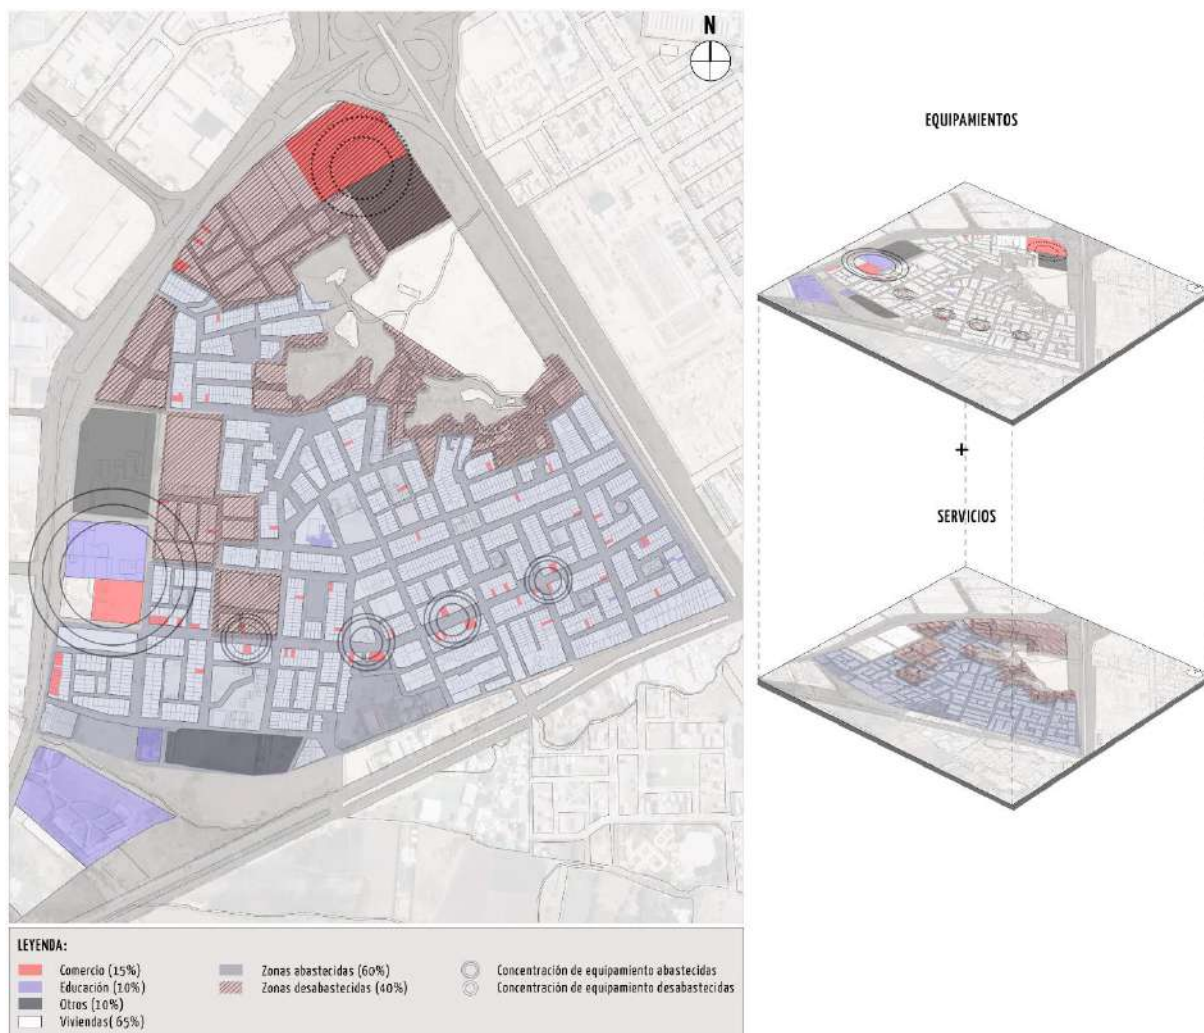 N
EQUIPAMIENTOS
+
SERVICIOS
LEYENDA:
Comercio (15%)
Educación (10%)
Otros (10%)
Viviendas( 65%)
Zonas abastecidas (60%)
Zonas desabastecidas (40%)
Concentración de equipamiento abastecidas
Concentración de equipamiento desabastecidas